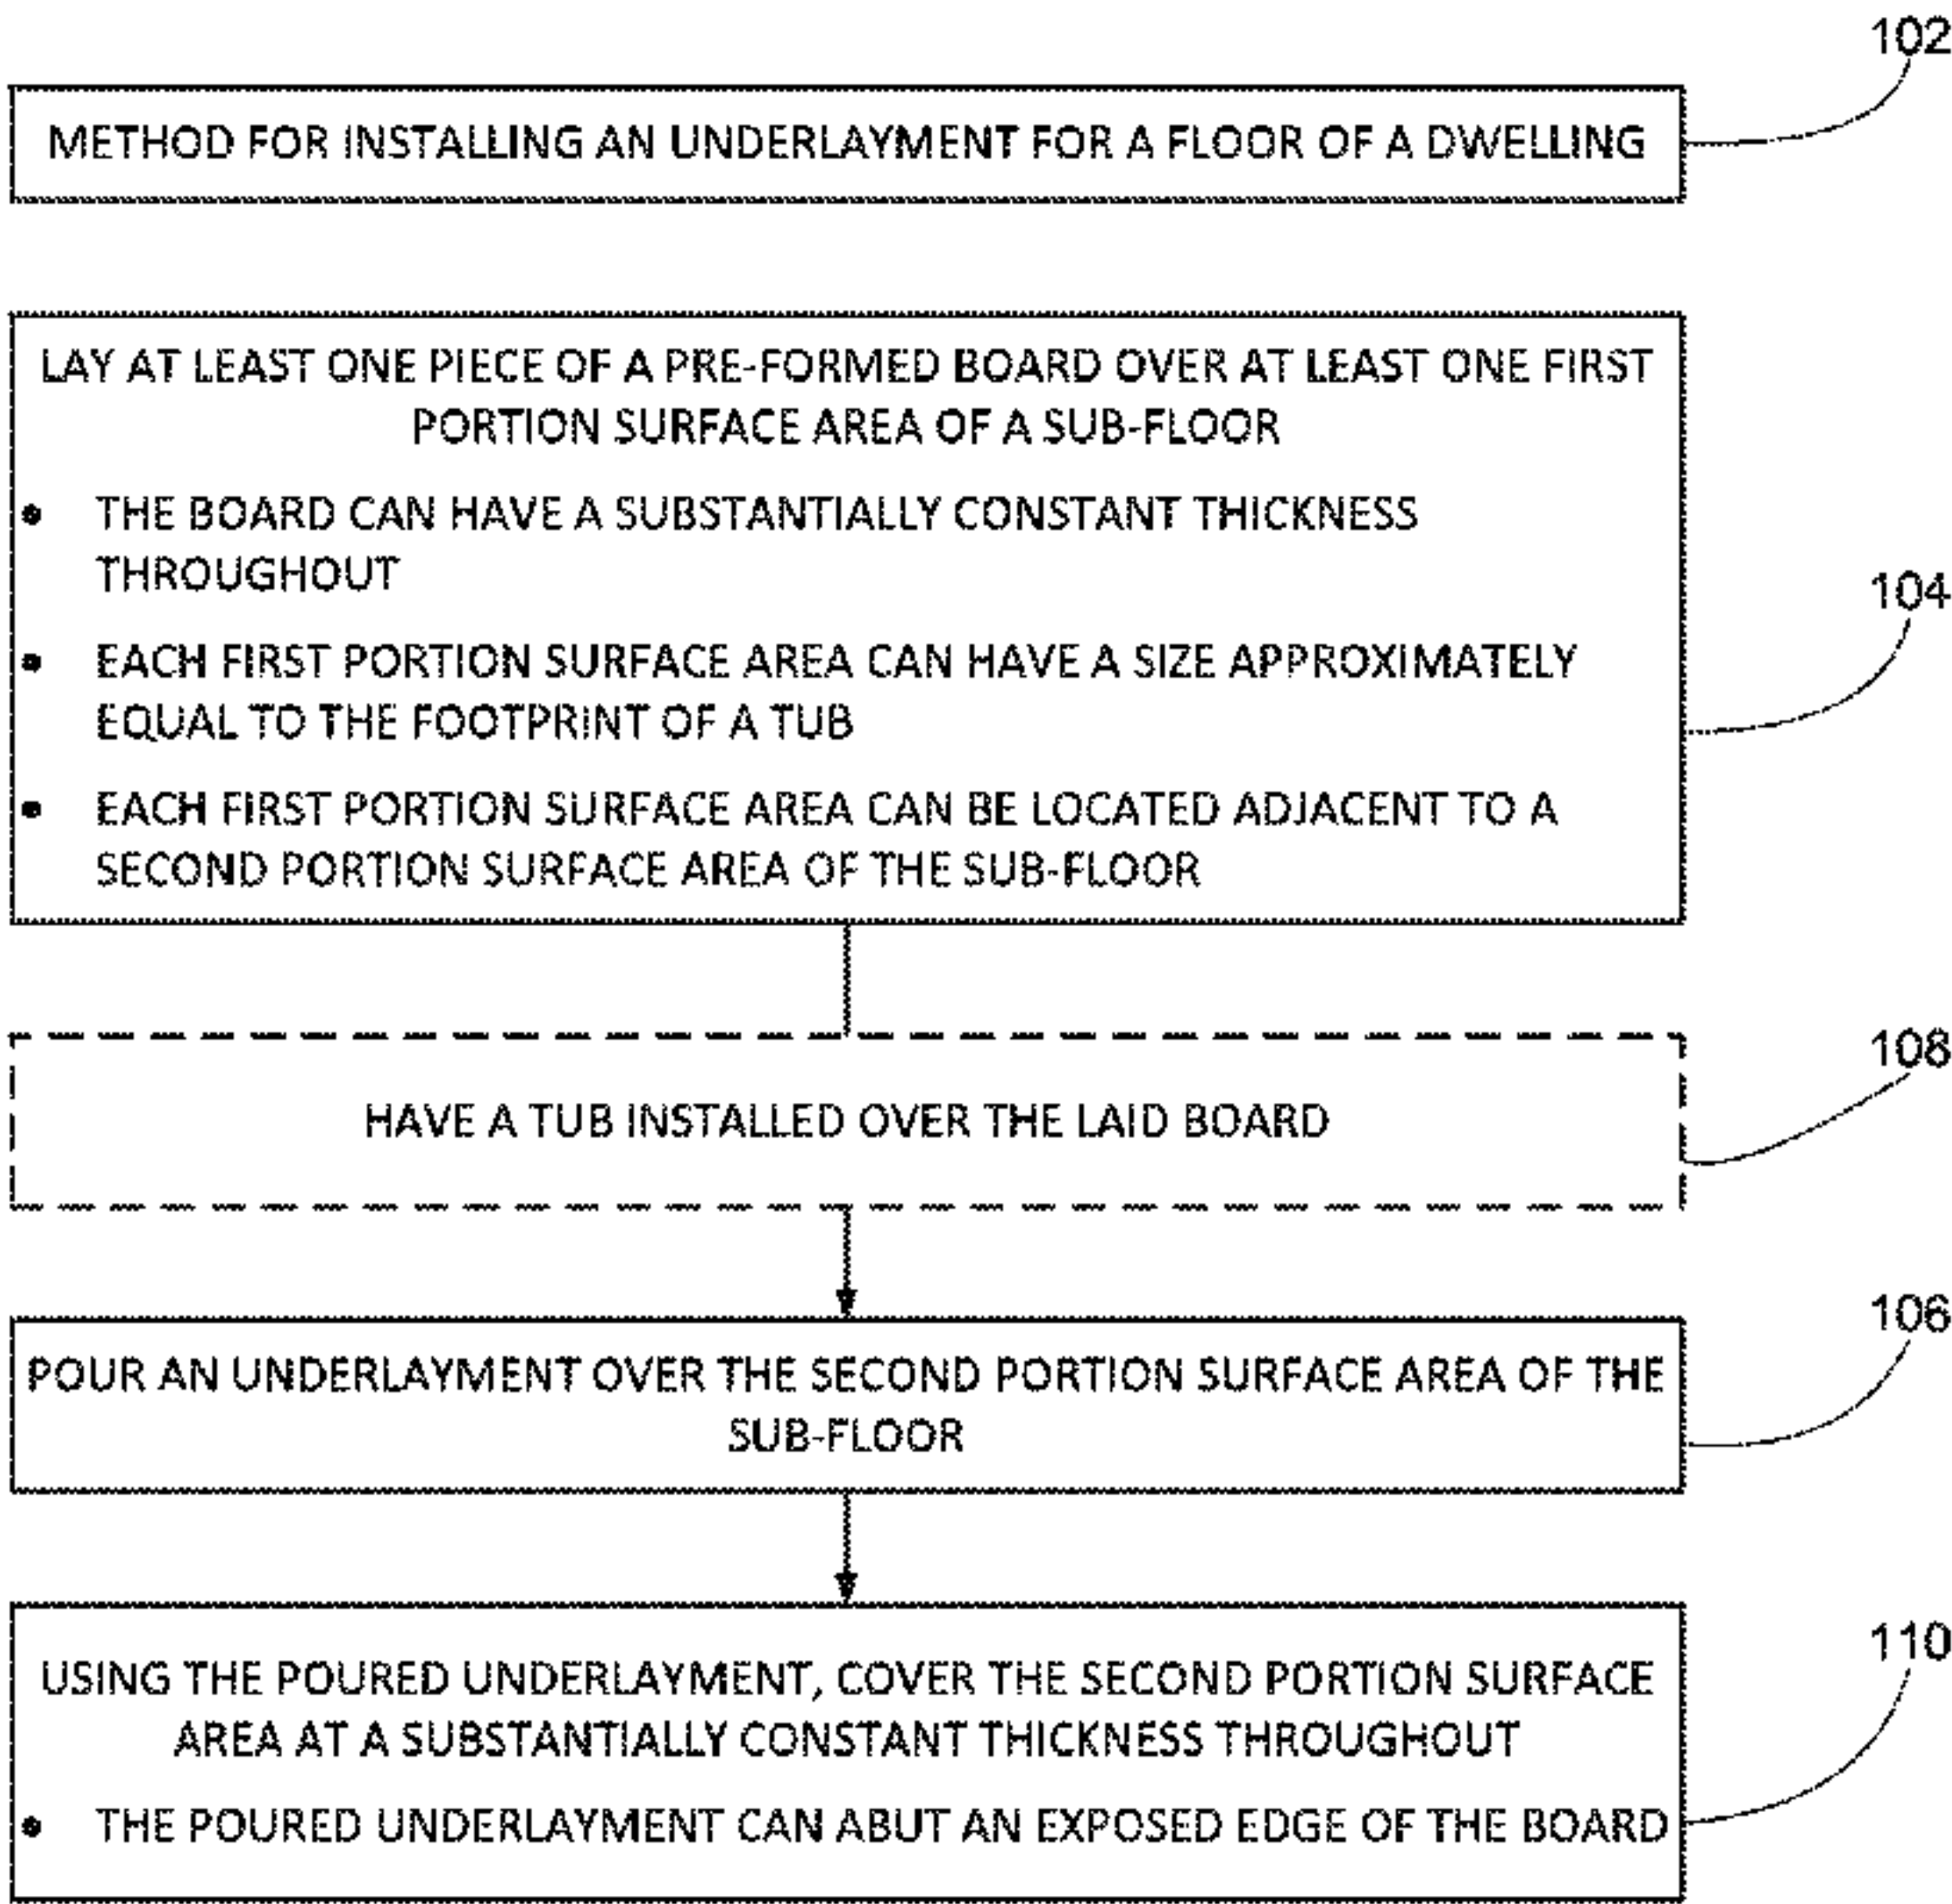 102
METHOD FOR INSTALLING AN UNDERLAYMENT FOR A FLOOR OF A DWELLING
LAY AT LEAST ONE PIECE OF A PRE-FORMED BOARD OVER AT LEAST ONE FIRST
PORTION SURFACE AREA OF A SUB-FLOOR
• THE BOARD CAN HAVE A SUBSTANTIALLY CONSTANT THICKNESS
THROUGHOUT
104
• EACH FIRST PORTION SURFACE AREA CAN HAVE A SIZE APPROXIMATELY
EQUAL TO THE FOOTPRINT OF A TUB
• EACH FIRST PORTION SURFACE AREA CAN BE LOCATED ADJACENT TO A
SECOND PORTION SURFACE AREA OF THE SUB-FLOOR
108
HAVE A TUB INSTALLED OVER THE LAID BOARD
106
POUR AN UNDERLAYMENT OVER THE SECOND PORTION SURFACE AREA OF THE
SUB-FLOOR
110
USING THE POURED UNDERLAYMENT, COVER THE SECOND PORTION SURFACE
AREA AT A SUBSTANTIALLY CONSTANT THICKNESS THROUGHOUT
• THE POURED UNDERLAYMENT CAN ABUT AN EXPOSED EDGE OF THE BOARD